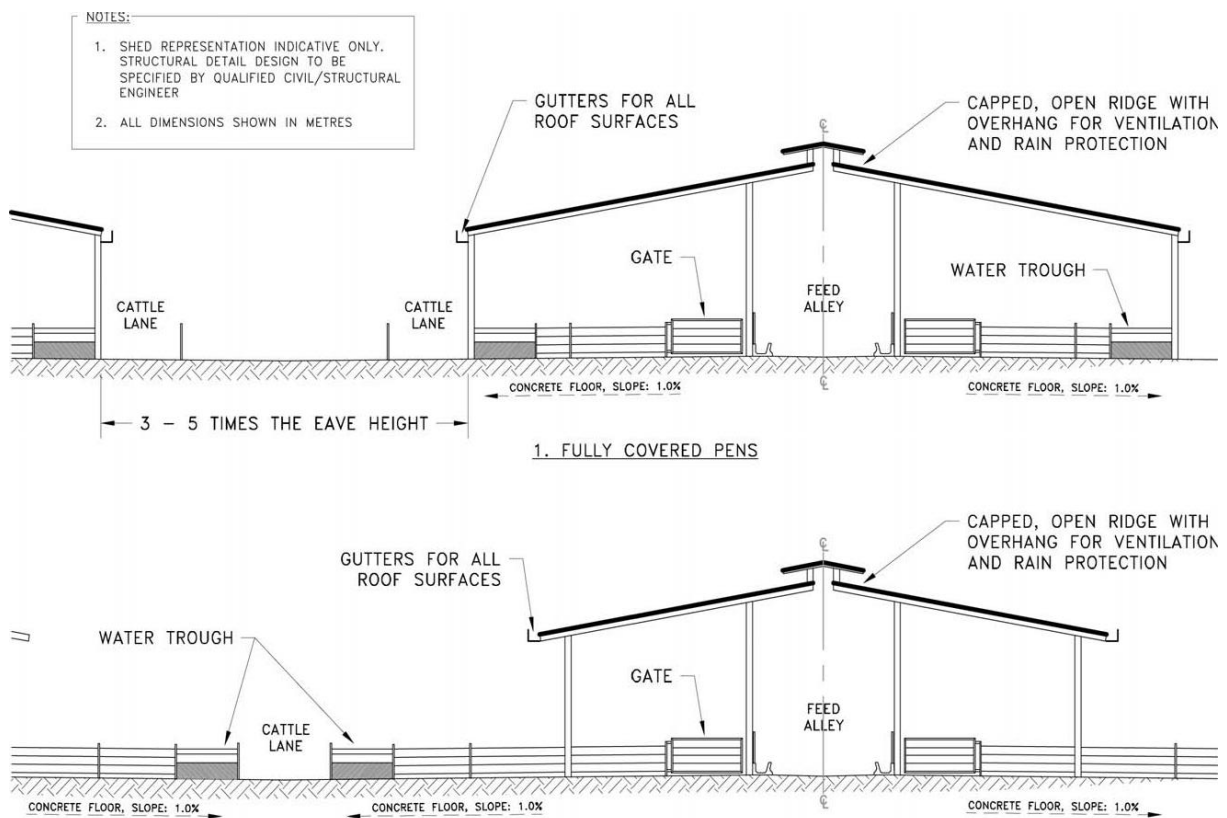 NOTES:
1. SHED REPRESENTATION INDICATIVE ONLY.
STRUCTURAL DETAIL DESIGN TO BE
SPECIFIED BY QUALIFIED CIVIL/STRUCTURAL
ENGINEER
2. ALL DIMENSIONS SHOWN IN METRES
GUTTERS FOR ALL
ROOF SURFACES
CAPPED, OPEN RIDGE WITH
OVERHANG FOR VENTILATION
AND RAIN PROTECTION
CATTLE
LANE
CATTLE
LANE
GATE
FEED
ALLEY
WATER TROUGH
CONCRETE FLOOR, SLOPE: 1.0%
CONCRETE FLOOR, SLOPE: 1.0%
3 - 5 TIMES THE EAVE HEIGHT
1. FULLY COVERED PENS
GUTTERS FOR ALL
ROOF SURFACES
CAPPED, OPEN RIDGE WITH
OVERHANG FOR VENTILATION
AND RAIN PROTECTION
WATER TROUGH
CATTLE
LANE
GATE
FEED
ALLEY
CONCRETE FLOOR, SLOPE: 1.0%
CONCRETE FLOOR, SLOPE: 1.0%
CONCRETE FLOOR, SLOPE: 1.0%